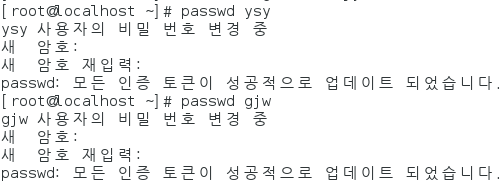 [root@localhost ~]# passwd ysy
ysy 사용자의 비밀 번호 변경 중
새 암호:
새 암호 재입력:
passwd: 모든 인증 토큰이 성공적으로 업데이트 되었습니다.
[root@localhost ~]# passwd gjw
gjw 사용자의 비밀 번호 변경 중
새 암호:
새 암호 재입력:
passwd: 모든 인증 토큰이 성공적으로 업데이트 되었습니다.